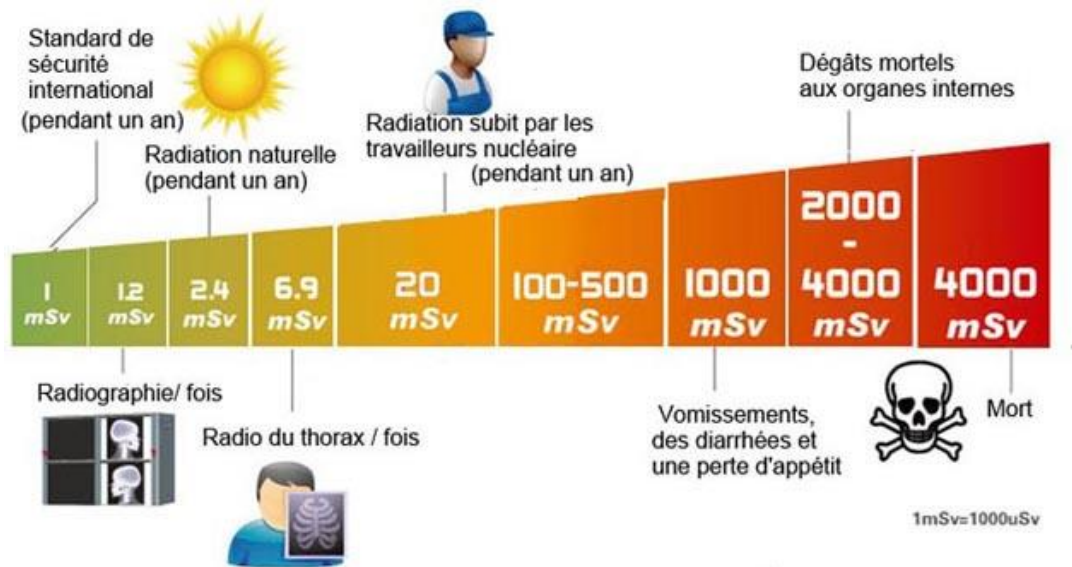 Standard de
sécurité
international
(pendant un an)
Radiation naturelle
(pendant un an)
Radiation subit par les
travailleurs nucléaire
(pendant un an)
Dégâts mortels
aux organes internes
1
mSv
1.2
mSv
2.4
mSv
6.9
mSv
20
mSv
100-500
mSv
1000
mSv
2000
-
4000
mSv
4000
mSv
Radiographie/ fois
Radio du thorax / fois
Vomissements,
des diarrhées et
une perte d'appétit
Mort
1mSv=1000uSv